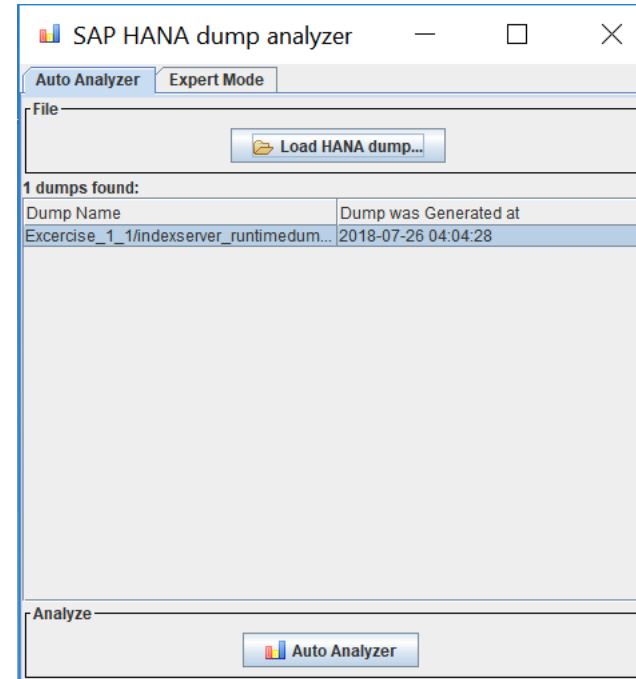 SAP HANA dump analyzer
Auto Analyzer Expert Mode
File
Load HANA dump...
1 dumps found:
Dump Name Dump was Generated at
Excercise_1_1/indexserver_runtimedum... 2018-07-26 04:04:28
Analyze
Auto Analyzer